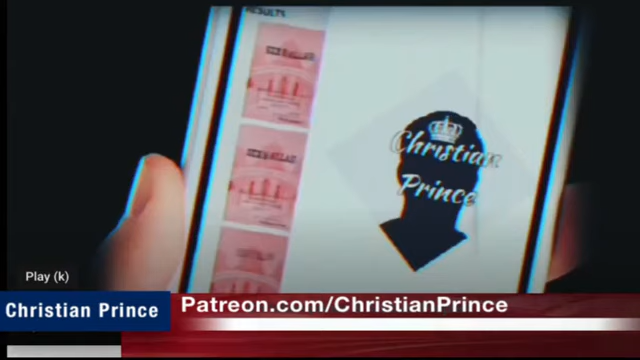 RESULTS
Christian
Prince
Play (k)
Christian Prince
Patreon.com/ChristianPrince